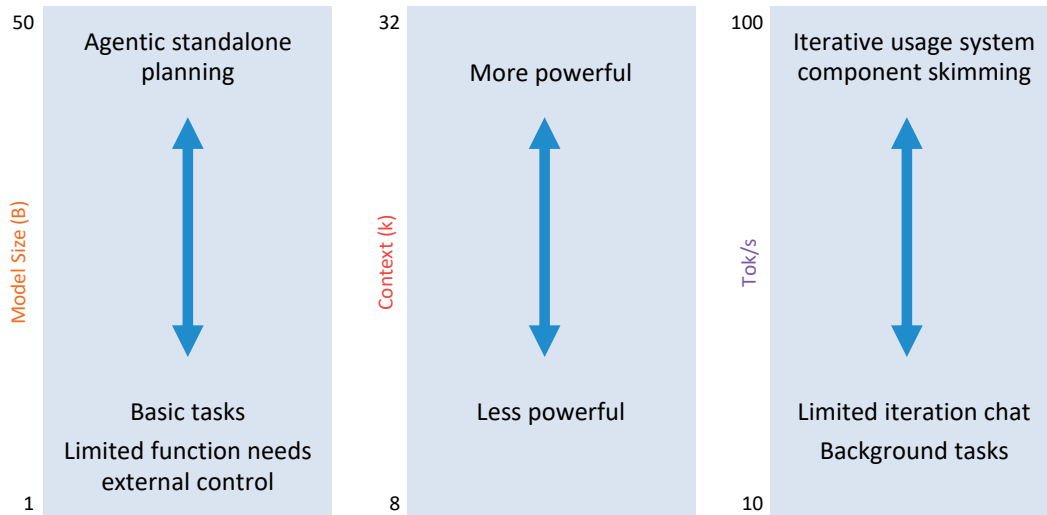 50
Agentic standalone
planning
Model Size (B)
Basic tasks
Limited function needs
external control
1
32
More powerful
Context (k)
Less powerful
8
100
Iterative usage system
component skimming
Tok/s
Limited iteration chat
Background tasks
10